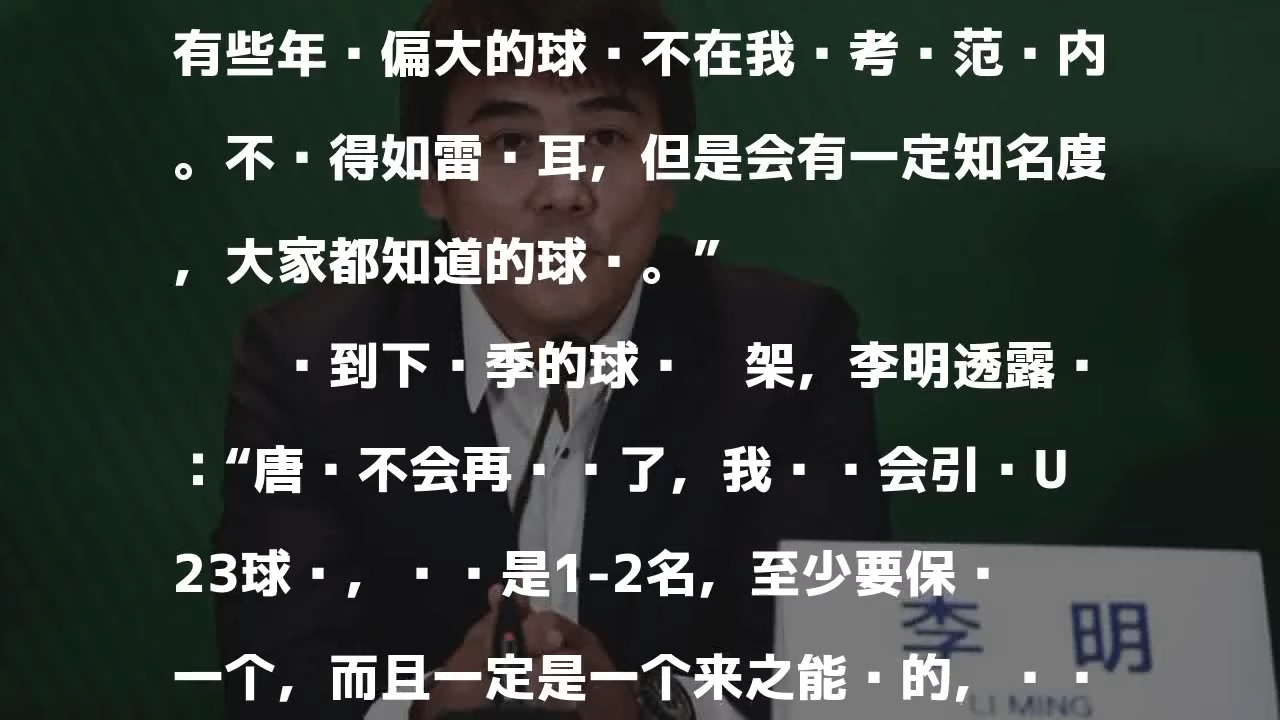 有些年·偏大的球·不在我·考·范·内
。不·得如雷·耳，但是会有一定知名度
，大家都知道的球·。”
·到下·季的球·　架，李明透露·
：“唐·不会再··了，我··会引·U
23球·，··是1-2名，至少要保·
一个，而且一定是一个来之能·的，··
李 明
LI MING